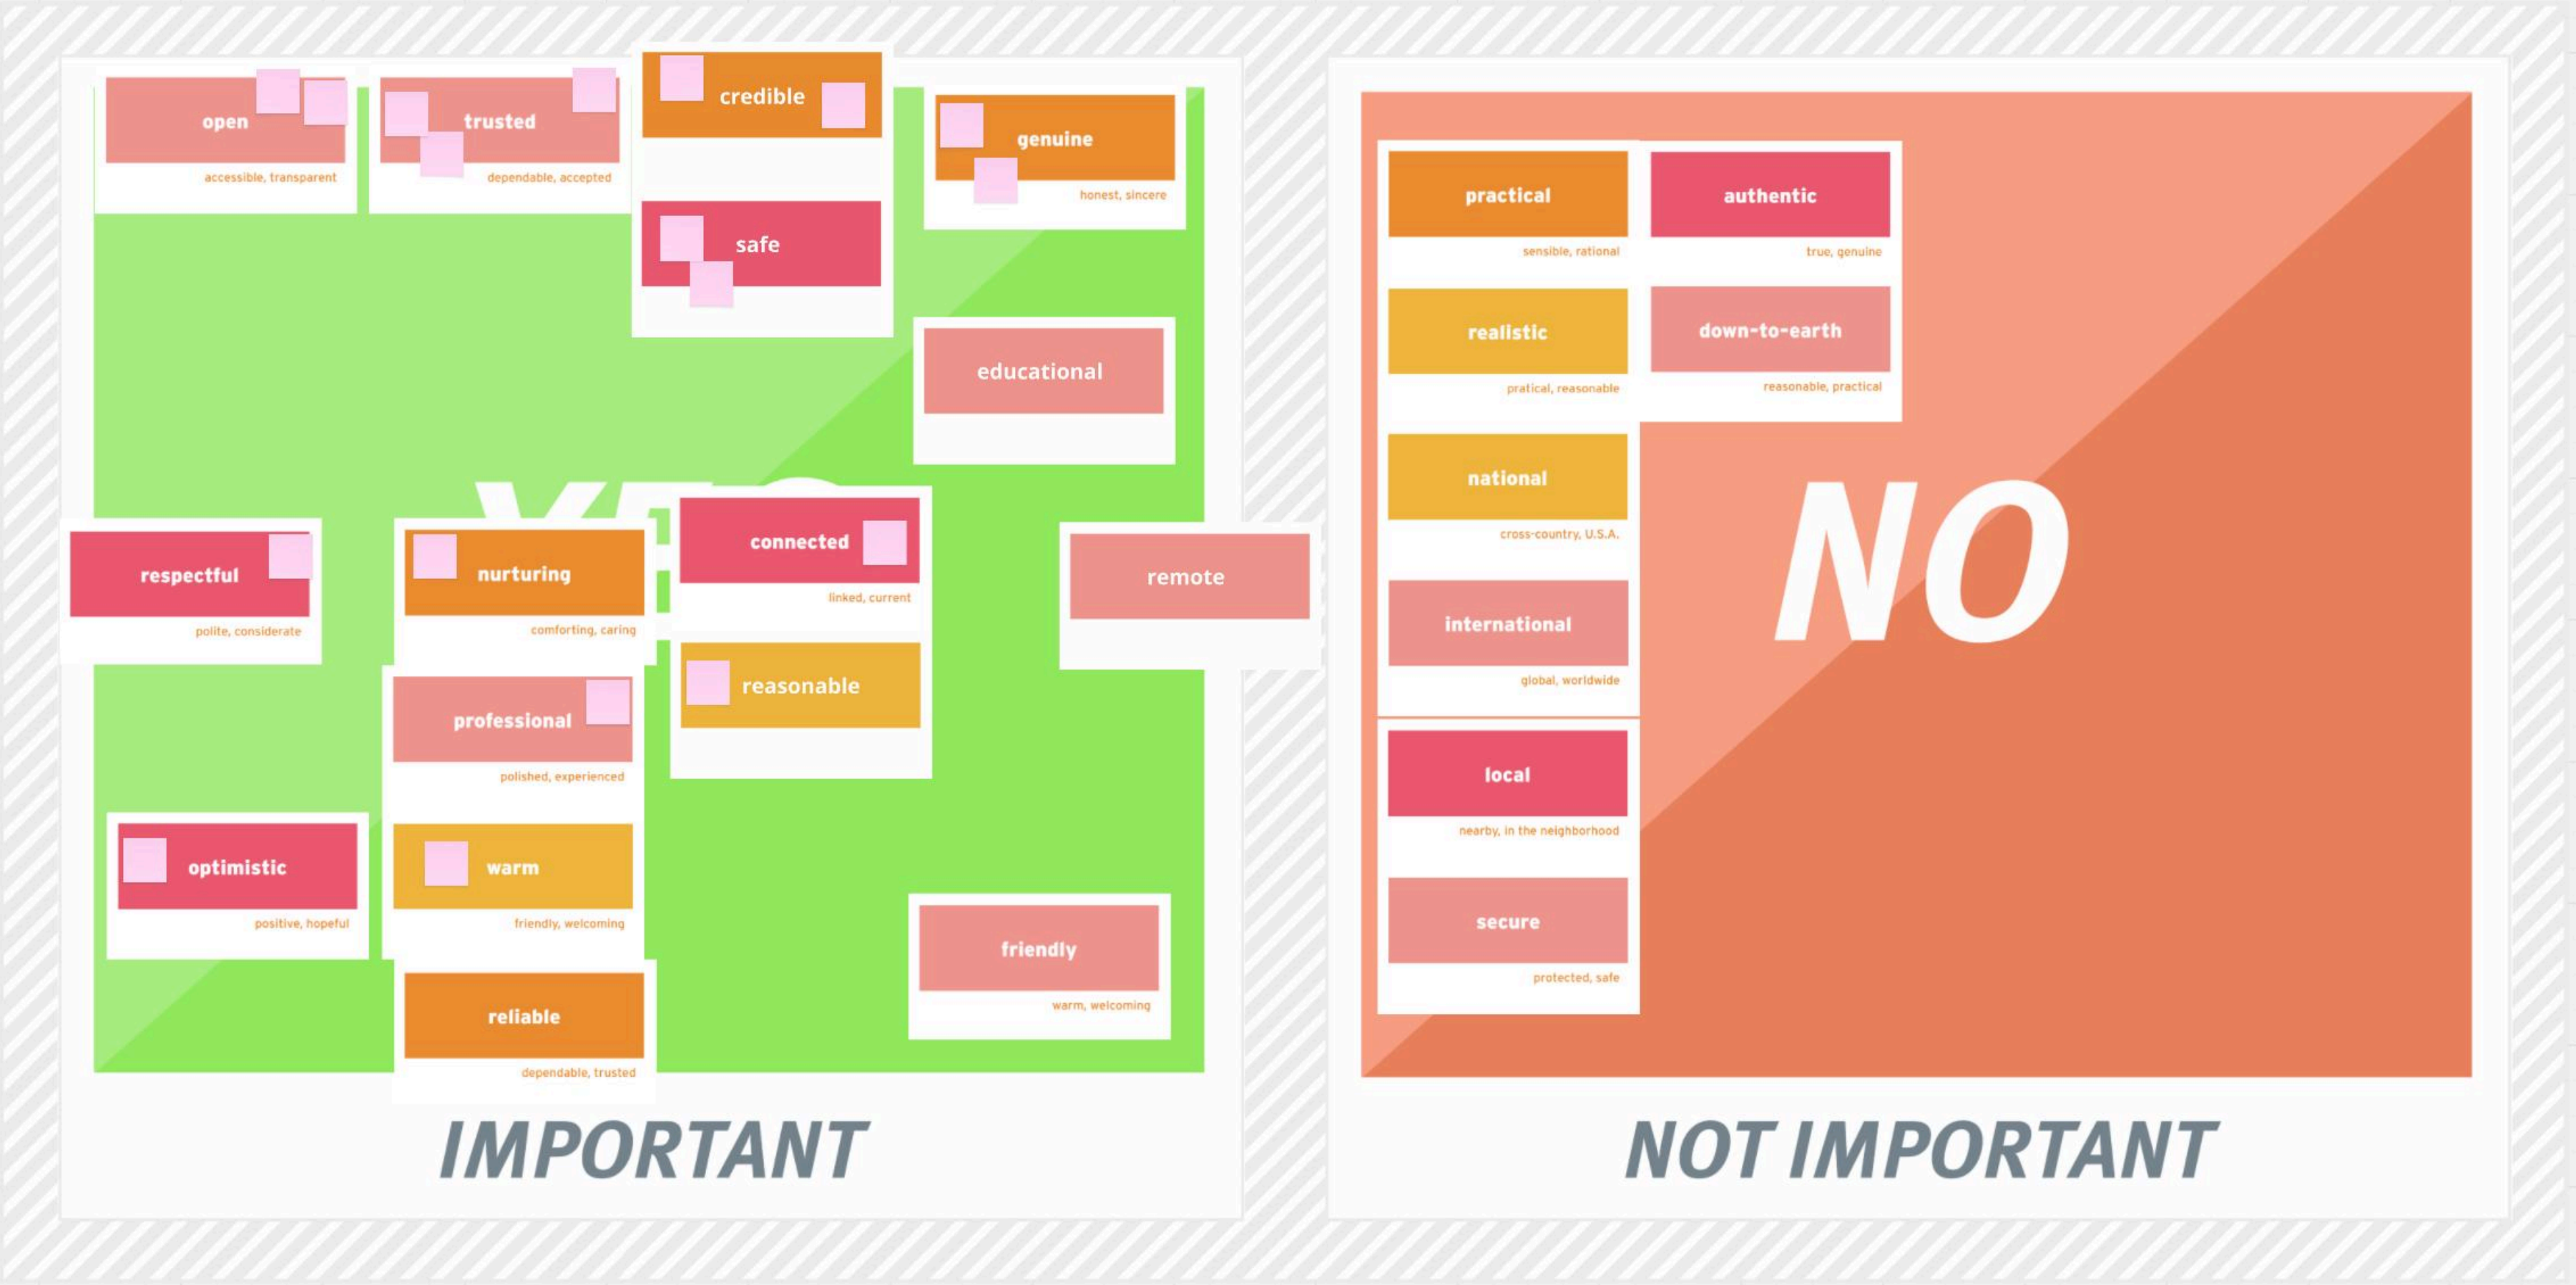 open
accessible, transparent
trusted
dependable, accepted
credible
safe
genuine
honest, sincere
educational
respectful
polite, considerate
nurturing
comforting, caring
connected
linked, current
remote
professional
polished, experienced
reasonable
optimistic
positive, hopeful
warm
friendly, welcoming
friendly
warm, welcoming
reliable
dependable, trusted
IMPORTANT
practical
sensible, rational
authentic
true, genuine
realistic
pratical, reasonable
down-to-earth
reasonable, practical
national
cross-country, U.S.A.
international
global, worldwide
NO
local
nearby, in the neighborhood
secure
protected, safe
NOT IMPORTANT